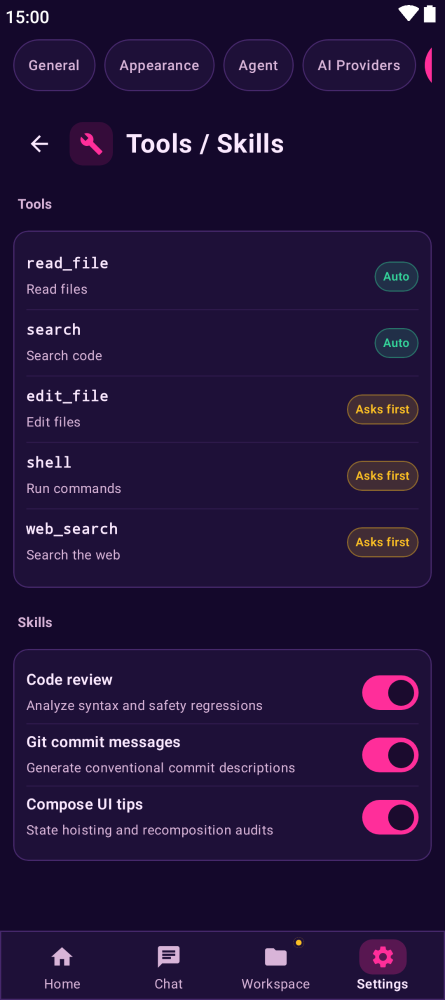 15:00
General
Appearance
Agent
AI Providers
Tools / Skills
Tools
read_file
Read files
Auto
search
Search code
Auto
edit_file
Edit files
Asks first
shell
Run commands
Asks first
web_search
Search the web
Asks first
Skills
Code review
Analyze syntax and safety regressions
Git commit messages
Generate conventional commit descriptions
Compose UI tips
State hoisting and recomposition audits
Home
Chat
Workspace
Settings